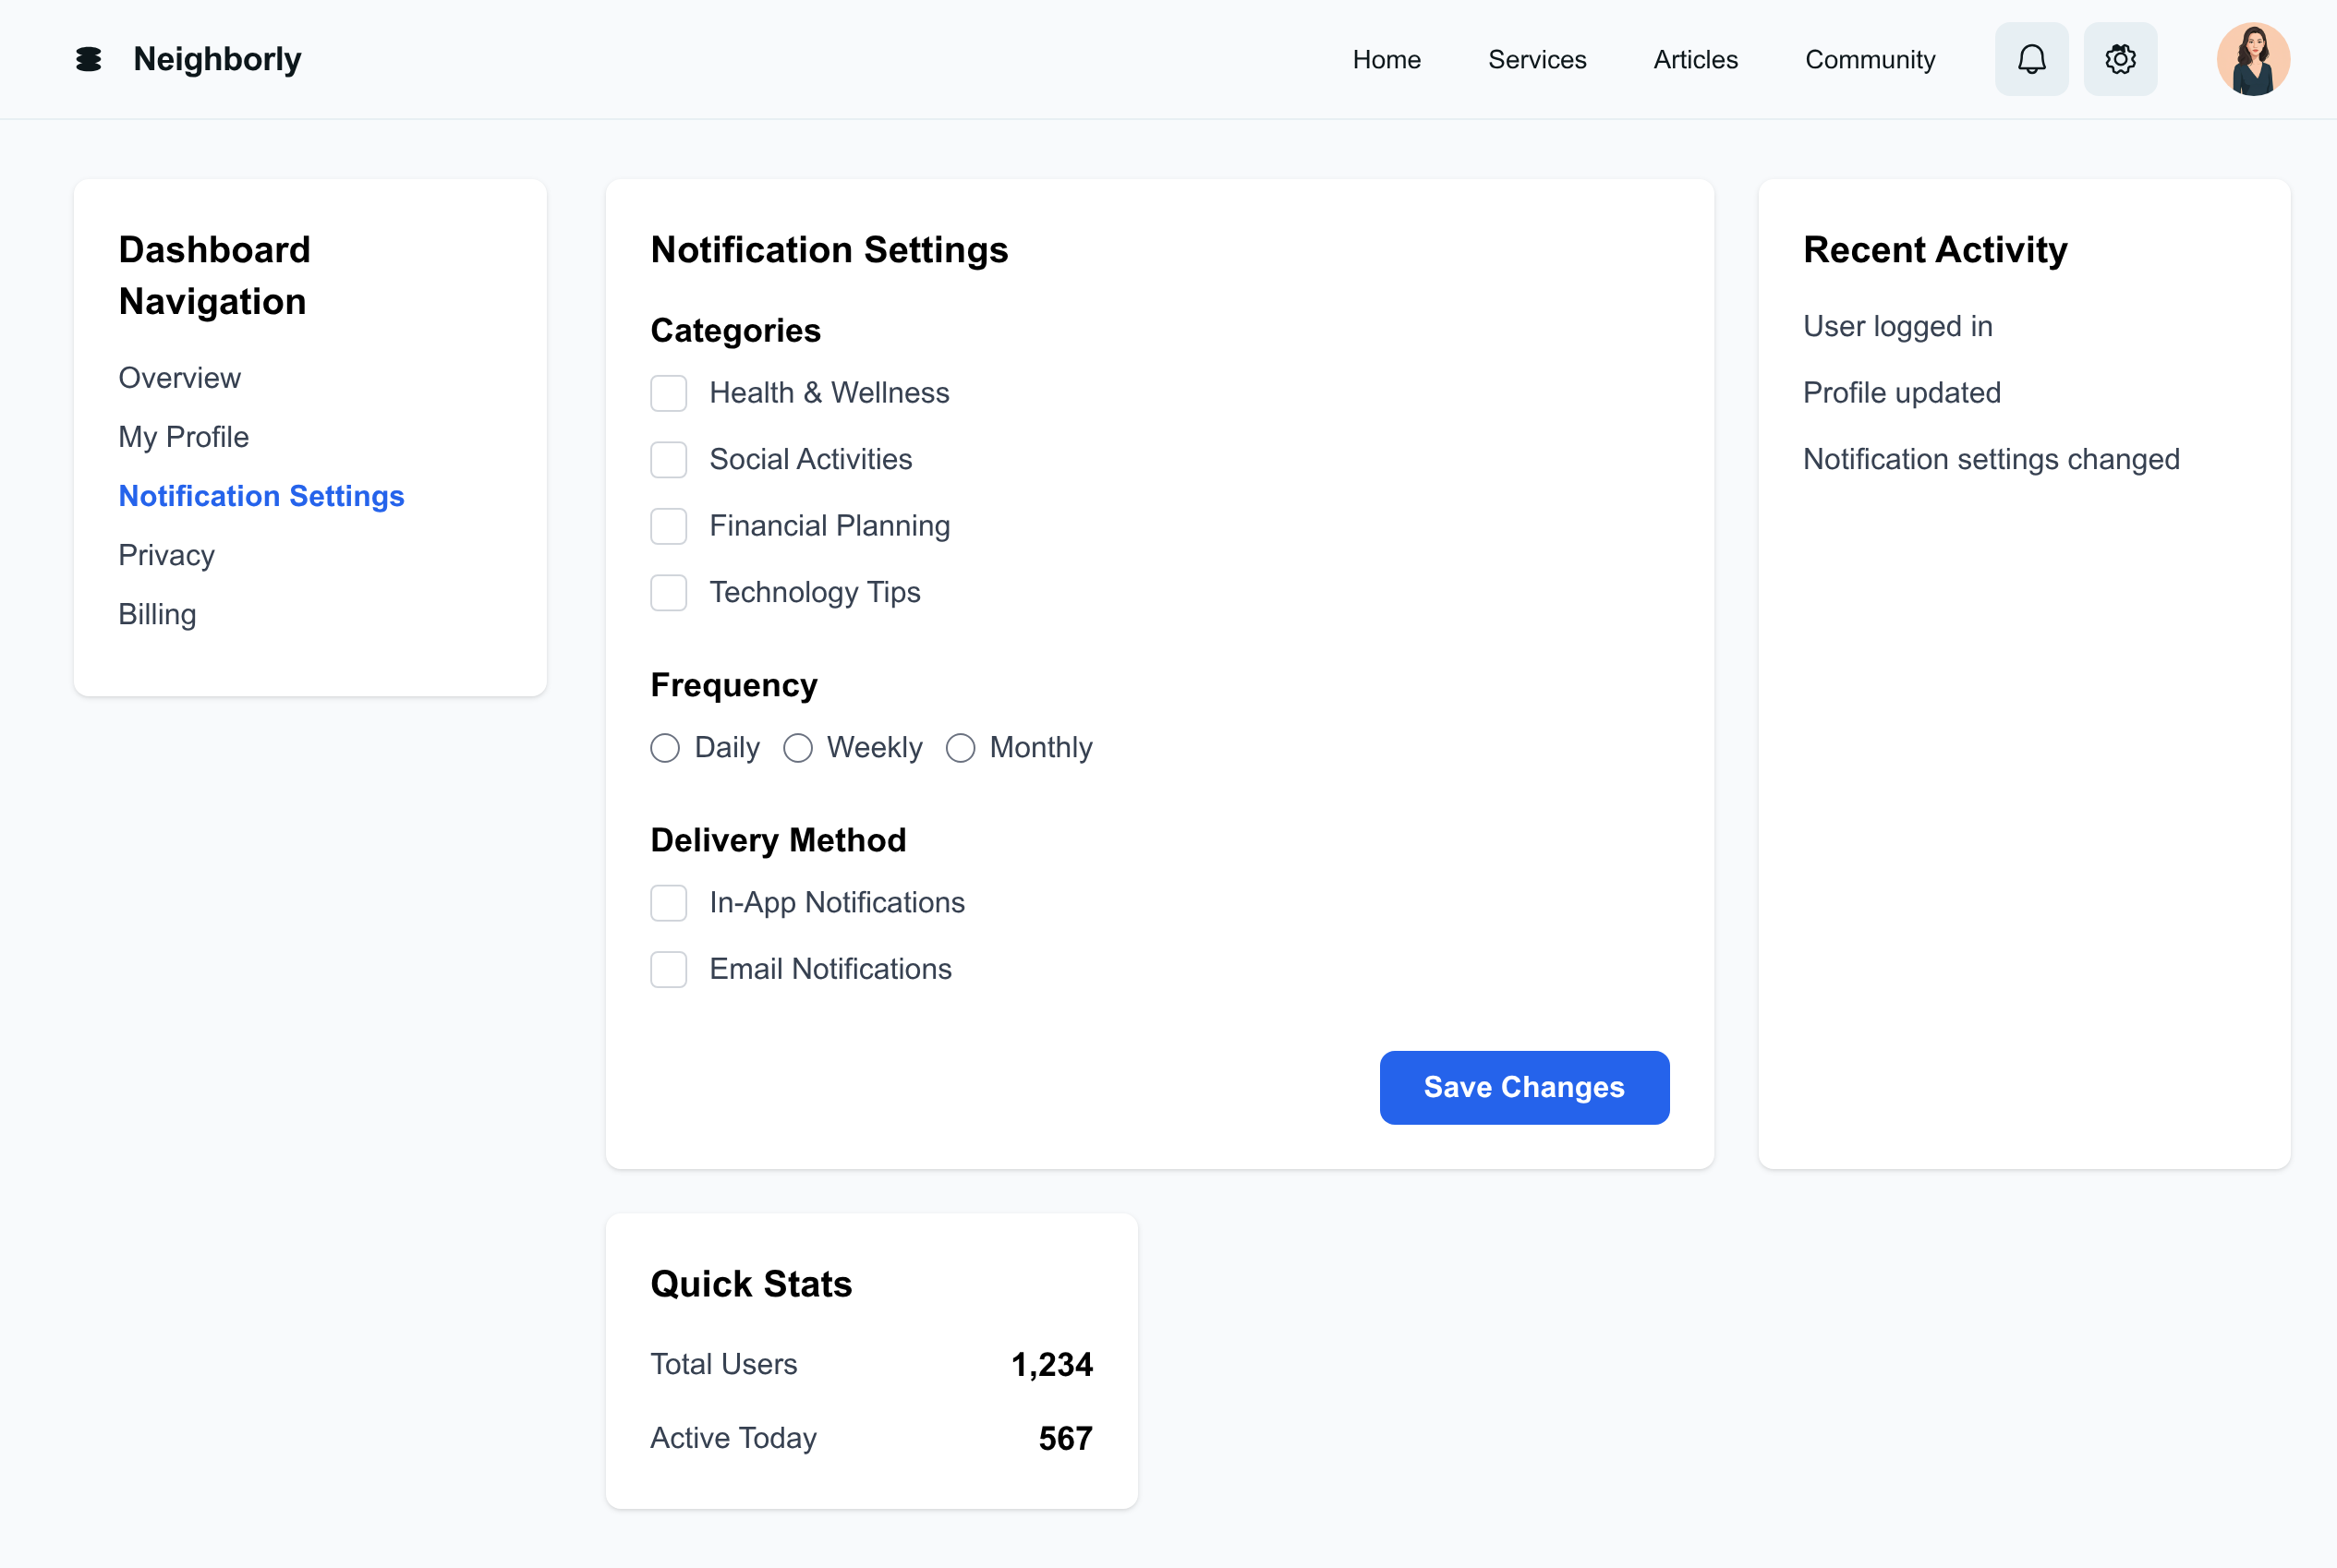 Neighborly
Home
Services
Articles
Community
Dashboard
Navigation
Overview
My Profile
Notification Settings
Privacy
Billing
Notification Settings
Categories
Health & Wellness
Social Activities
Financial Planning
Technology Tips
Frequency
Daily
Weekly
Monthly
Delivery Method
In-App Notifications
Email Notifications
Save Changes
Recent Activity
User logged in
Profile updated
Notification settings changed
Quick Stats
Total Users 1,234
Active Today 567